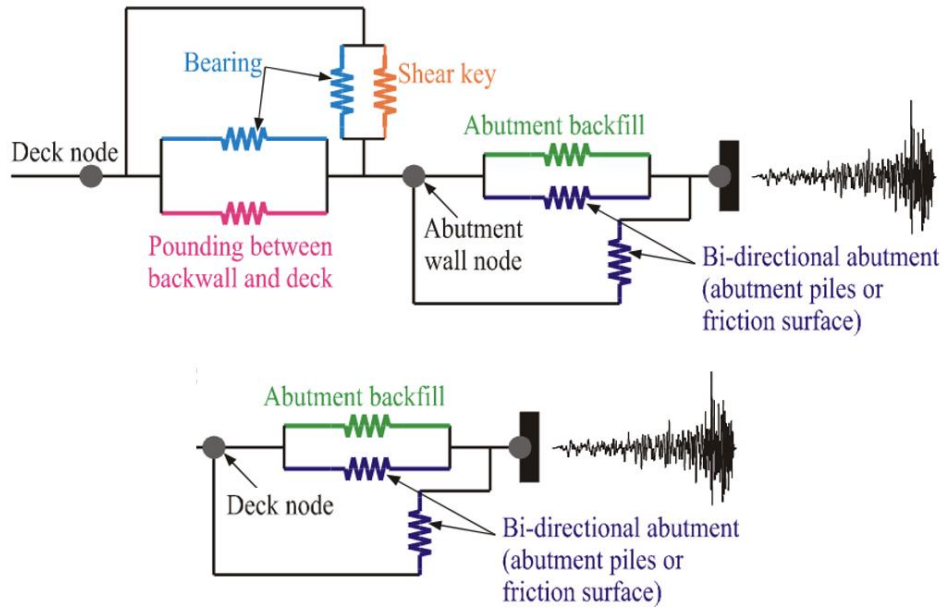 Bearing
Shear key
Abutment backfill
Deck node
Pounding between
backwall and deck
Abutment
wall node
Bi-directional abutment
(abutment piles or
friction surface)
Abutment backfill
Deck node
Bi-directional abutment
(abutment piles or
friction surface)